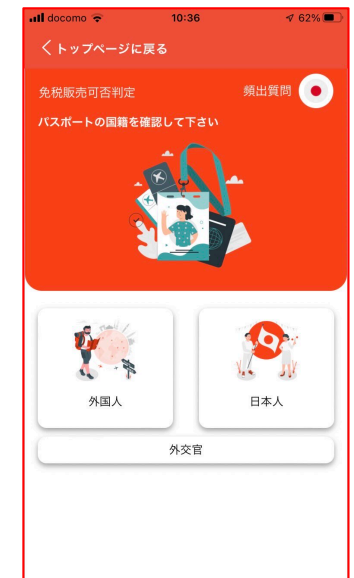 docomo 10:36 62%
トップページに戻る
免税販売可否判定 頻出質問
パスポートの国籍を確認して下さい
外国人 日本人
外交官